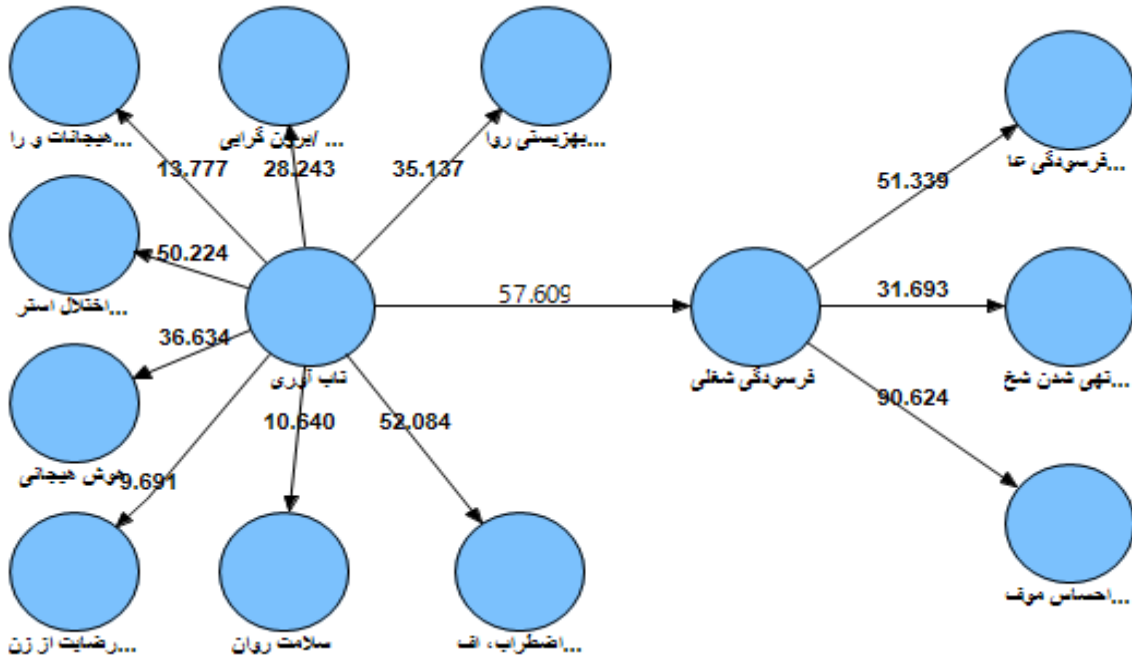 هیجانات و را...
برون گرایی/ ...
بهزیستی روا...
فرسودگی عا...
13.777
28.243
35.137
51.339
50.224
اختلال استر...
57.609
31.693
36.634
تاب آوری
فرسودگی شغلی
تهی شدن شخ...
هوش هیجانی
9.691
10.640
52.084
90.624
احساس موف...
رضایت از زن...
سلامت روان
اضطراب، اف...